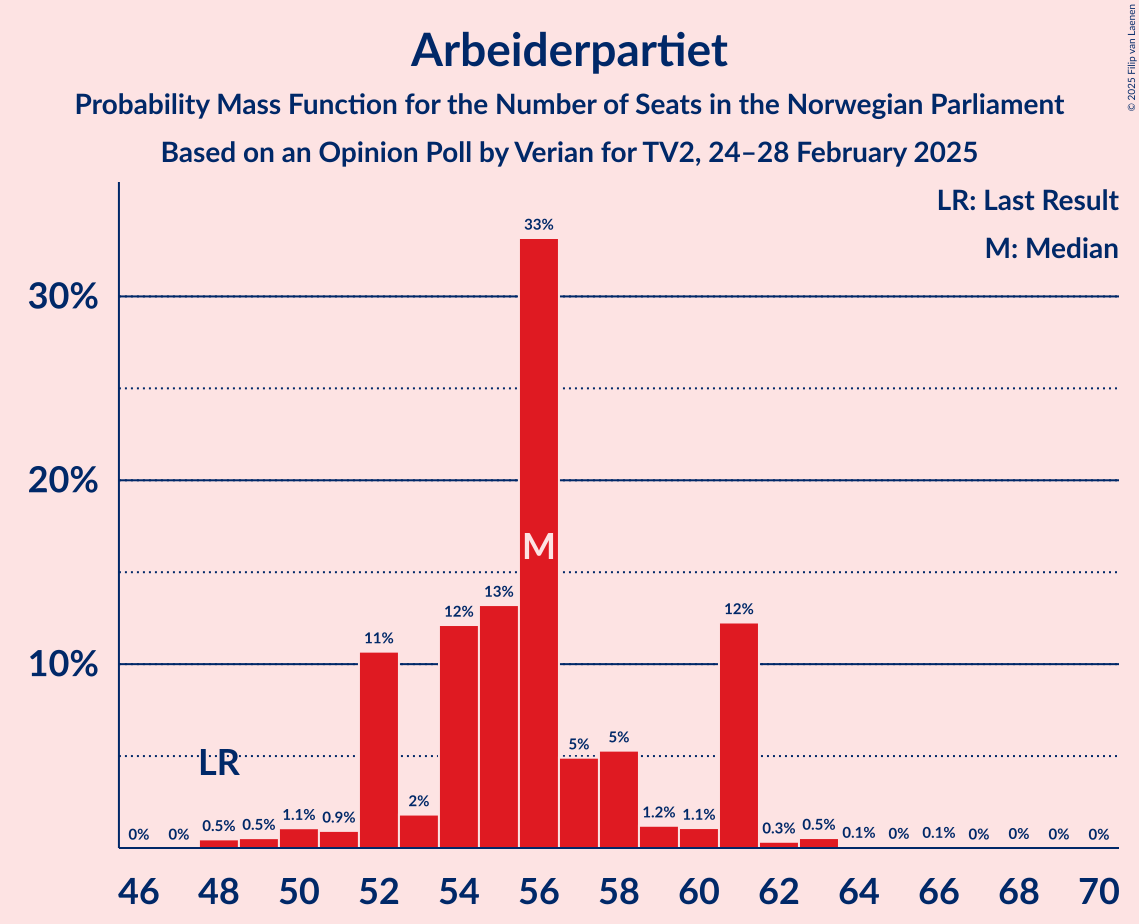 Arbeiderpartiet
Probability Mass Function for the Number of Seats in the Norwegian Parliament
Based on an Opinion Poll by Verian for TV2, 24–28 February 2025
© 2025 Filip van Laenen
LR: Last Result
M: Median
30%
20%
10%
0% 0% 0.5% 0.5% 1.1% 0.9% 11% 2% 12% 13% 33% 5% 5% 1.2% 1.1% 12% 0.3% 0.5% 0.1% 0% 0.1% 0% 0% 0% 0%
LR
M
46 48 50 52 54 56 58 60 62 64 66 68 70